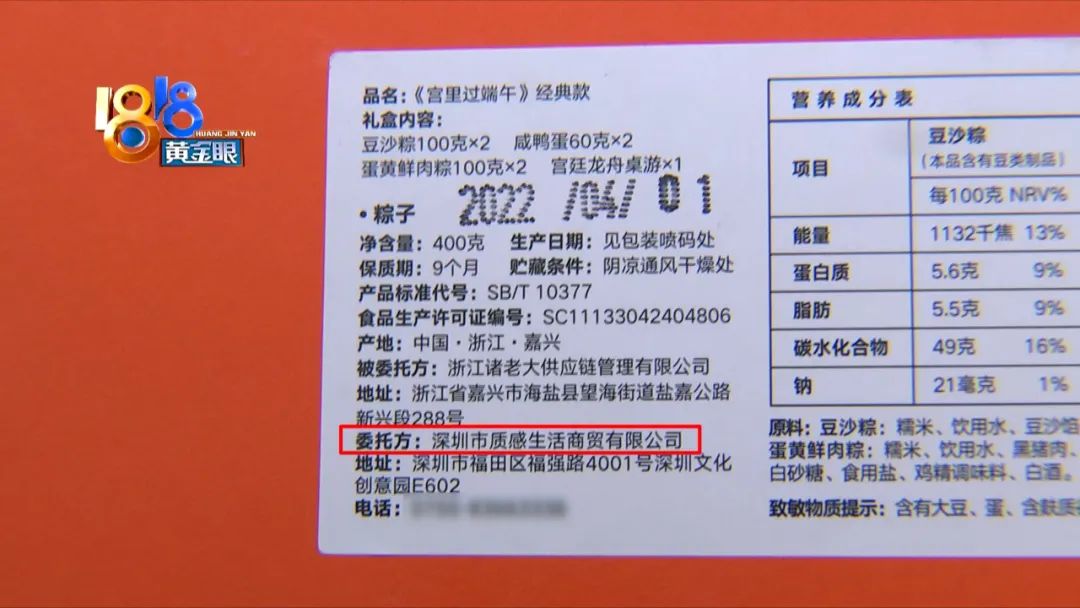 1818
HUANG JIN YAN
黄金眼
品名:《宫里过端午》经典款
礼盒内容:
豆沙粽100克×2 咸鸭蛋60克×2
蛋黄鲜肉粽100克×2 宫廷龙舟桌游×1
2022/04/01
·粽子
净含量:400克 生产日期:见包装喷码处
保质期:9个月 贮藏条件:阴凉通风干燥处
产品标准代号:SB/T 10377
食品生产许可证编号:SC11133042404806
产地:中国·浙江·嘉兴
被委托方:浙江诸老大供应链管理有限公司
地址:浙江省嘉兴市海盐县望海街道盐嘉公路
新兴段288号
委托方:深圳市质感生活商贸有限公司
地址:深圳市福田区福强路4001号深圳文化
创意园E602
电话:
营养成分表
项目 豆沙粽
(本品含有豆类制品)
每100克 NRV%
能量 1132千焦 13%
蛋白质 5.6克 9%
脂肪 5.5克 9%
碳水化合物 49克 16%
钠 21毫克 1%
原料:豆沙粽:糯米、饮用水、豆沙馅
蛋黄鲜肉粽:糯米、饮用水、黑猪肉、
白砂糖、食用盐、鸡精调味料、白酒。
致敏物质提示:含有大豆、蛋、含麸质